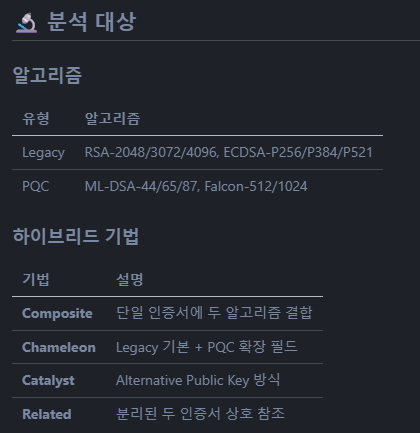 🔬 분석 대상
알고리즘
유형 알고리즘
Legacy RSA-2048/3072/4096, ECDSA-P256/P384/P521
PQC ML-DSA-44/65/87, Falcon-512/1024
하이브리드 기법
기법 설명
Composite 단일 인증서에 두 알고리즘 결합
Chameleon Legacy 기본 + PQC 확장 필드
Catalyst Alternative Public Key 방식
Related 분리된 두 인증서 상호 참조